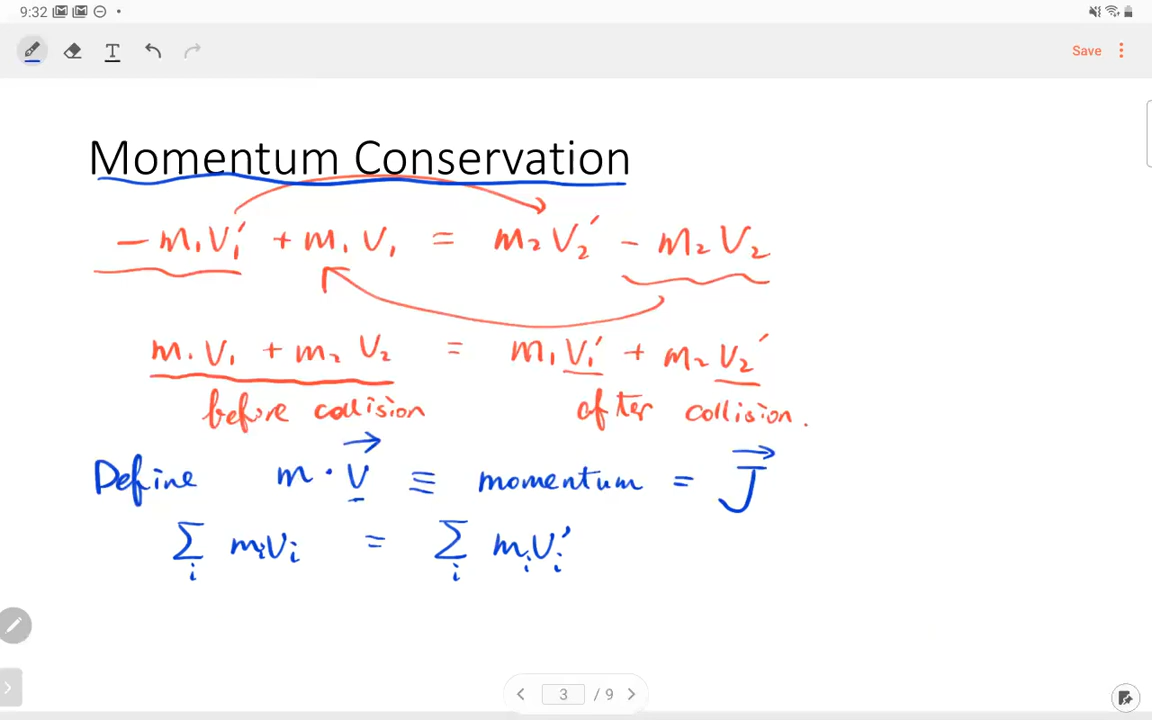 9:32
Save
Momentum Conservation
- m₁V₁′ + m₁V₁ = m₂V₂′ - m₂V₂
m₁V₁ + m₂V₂ = m₁V₁′ + m₂V₂′
before collision after collision.
Define m · V⃗ ≡ momentum = J⃗
∑ᵢ mᵢVᵢ = ∑ᵢ mᵢVᵢ′
3 / 9